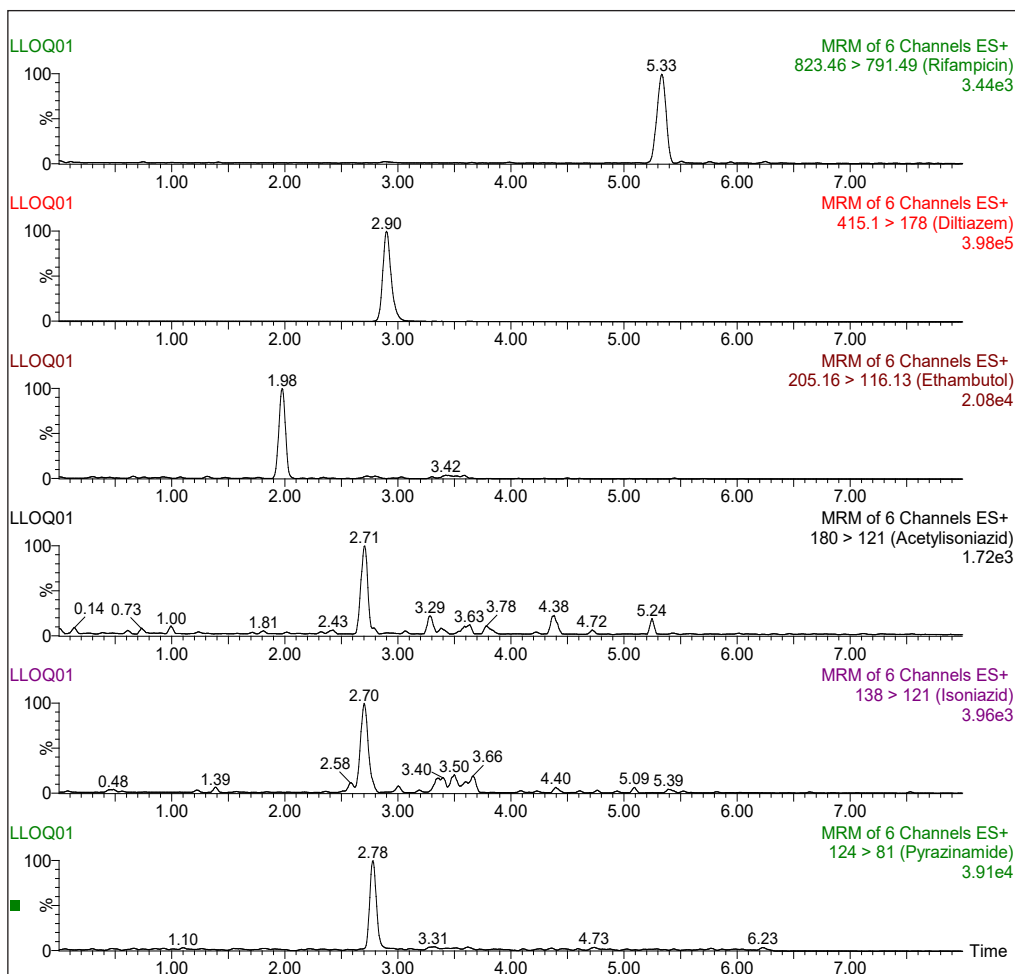 LLOQ01
MRM of 6 Channels ES+
823.46 > 791.49 (Rifampicin)
3.44e3
5.33
100
%
0
1.00 2.00 3.00 4.00 5.00 6.00 7.00
LLOQ01
MRM of 6 Channels ES+
415.1 > 178 (Diltiazem)
3.98e5
2.90
100
%
0
1.00 2.00 3.00 4.00 5.00 6.00 7.00
LLOQ01
MRM of 6 Channels ES+
205.16 > 116.13 (Ethambutol)
2.08e4
1.98
100
%
3.42
0
1.00 2.00 3.00 4.00 5.00 6.00 7.00
LLOQ01
MRM of 6 Channels ES+
180 > 121 (Acetylisoniazid)
1.72e3
2.71
100
%
0.14 0.73 1.00 1.81 2.43 3.29 3.63 3.78 4.38 4.72 5.24
0
1.00 2.00 3.00 4.00 5.00 6.00 7.00
LLOQ01
MRM of 6 Channels ES+
138 > 121 (Isoniazid)
3.96e3
2.70
100
%
0.48 1.39 2.58 3.40 3.50 3.66 4.40 5.09 5.39
0
1.00 2.00 3.00 4.00 5.00 6.00 7.00
LLOQ01
MRM of 6 Channels ES+
124 > 81 (Pyrazinamide)
3.91e4
2.78
100
%
1.10 3.31 4.73 6.23
0
Time
1.00 2.00 3.00 4.00 5.00 6.00 7.00